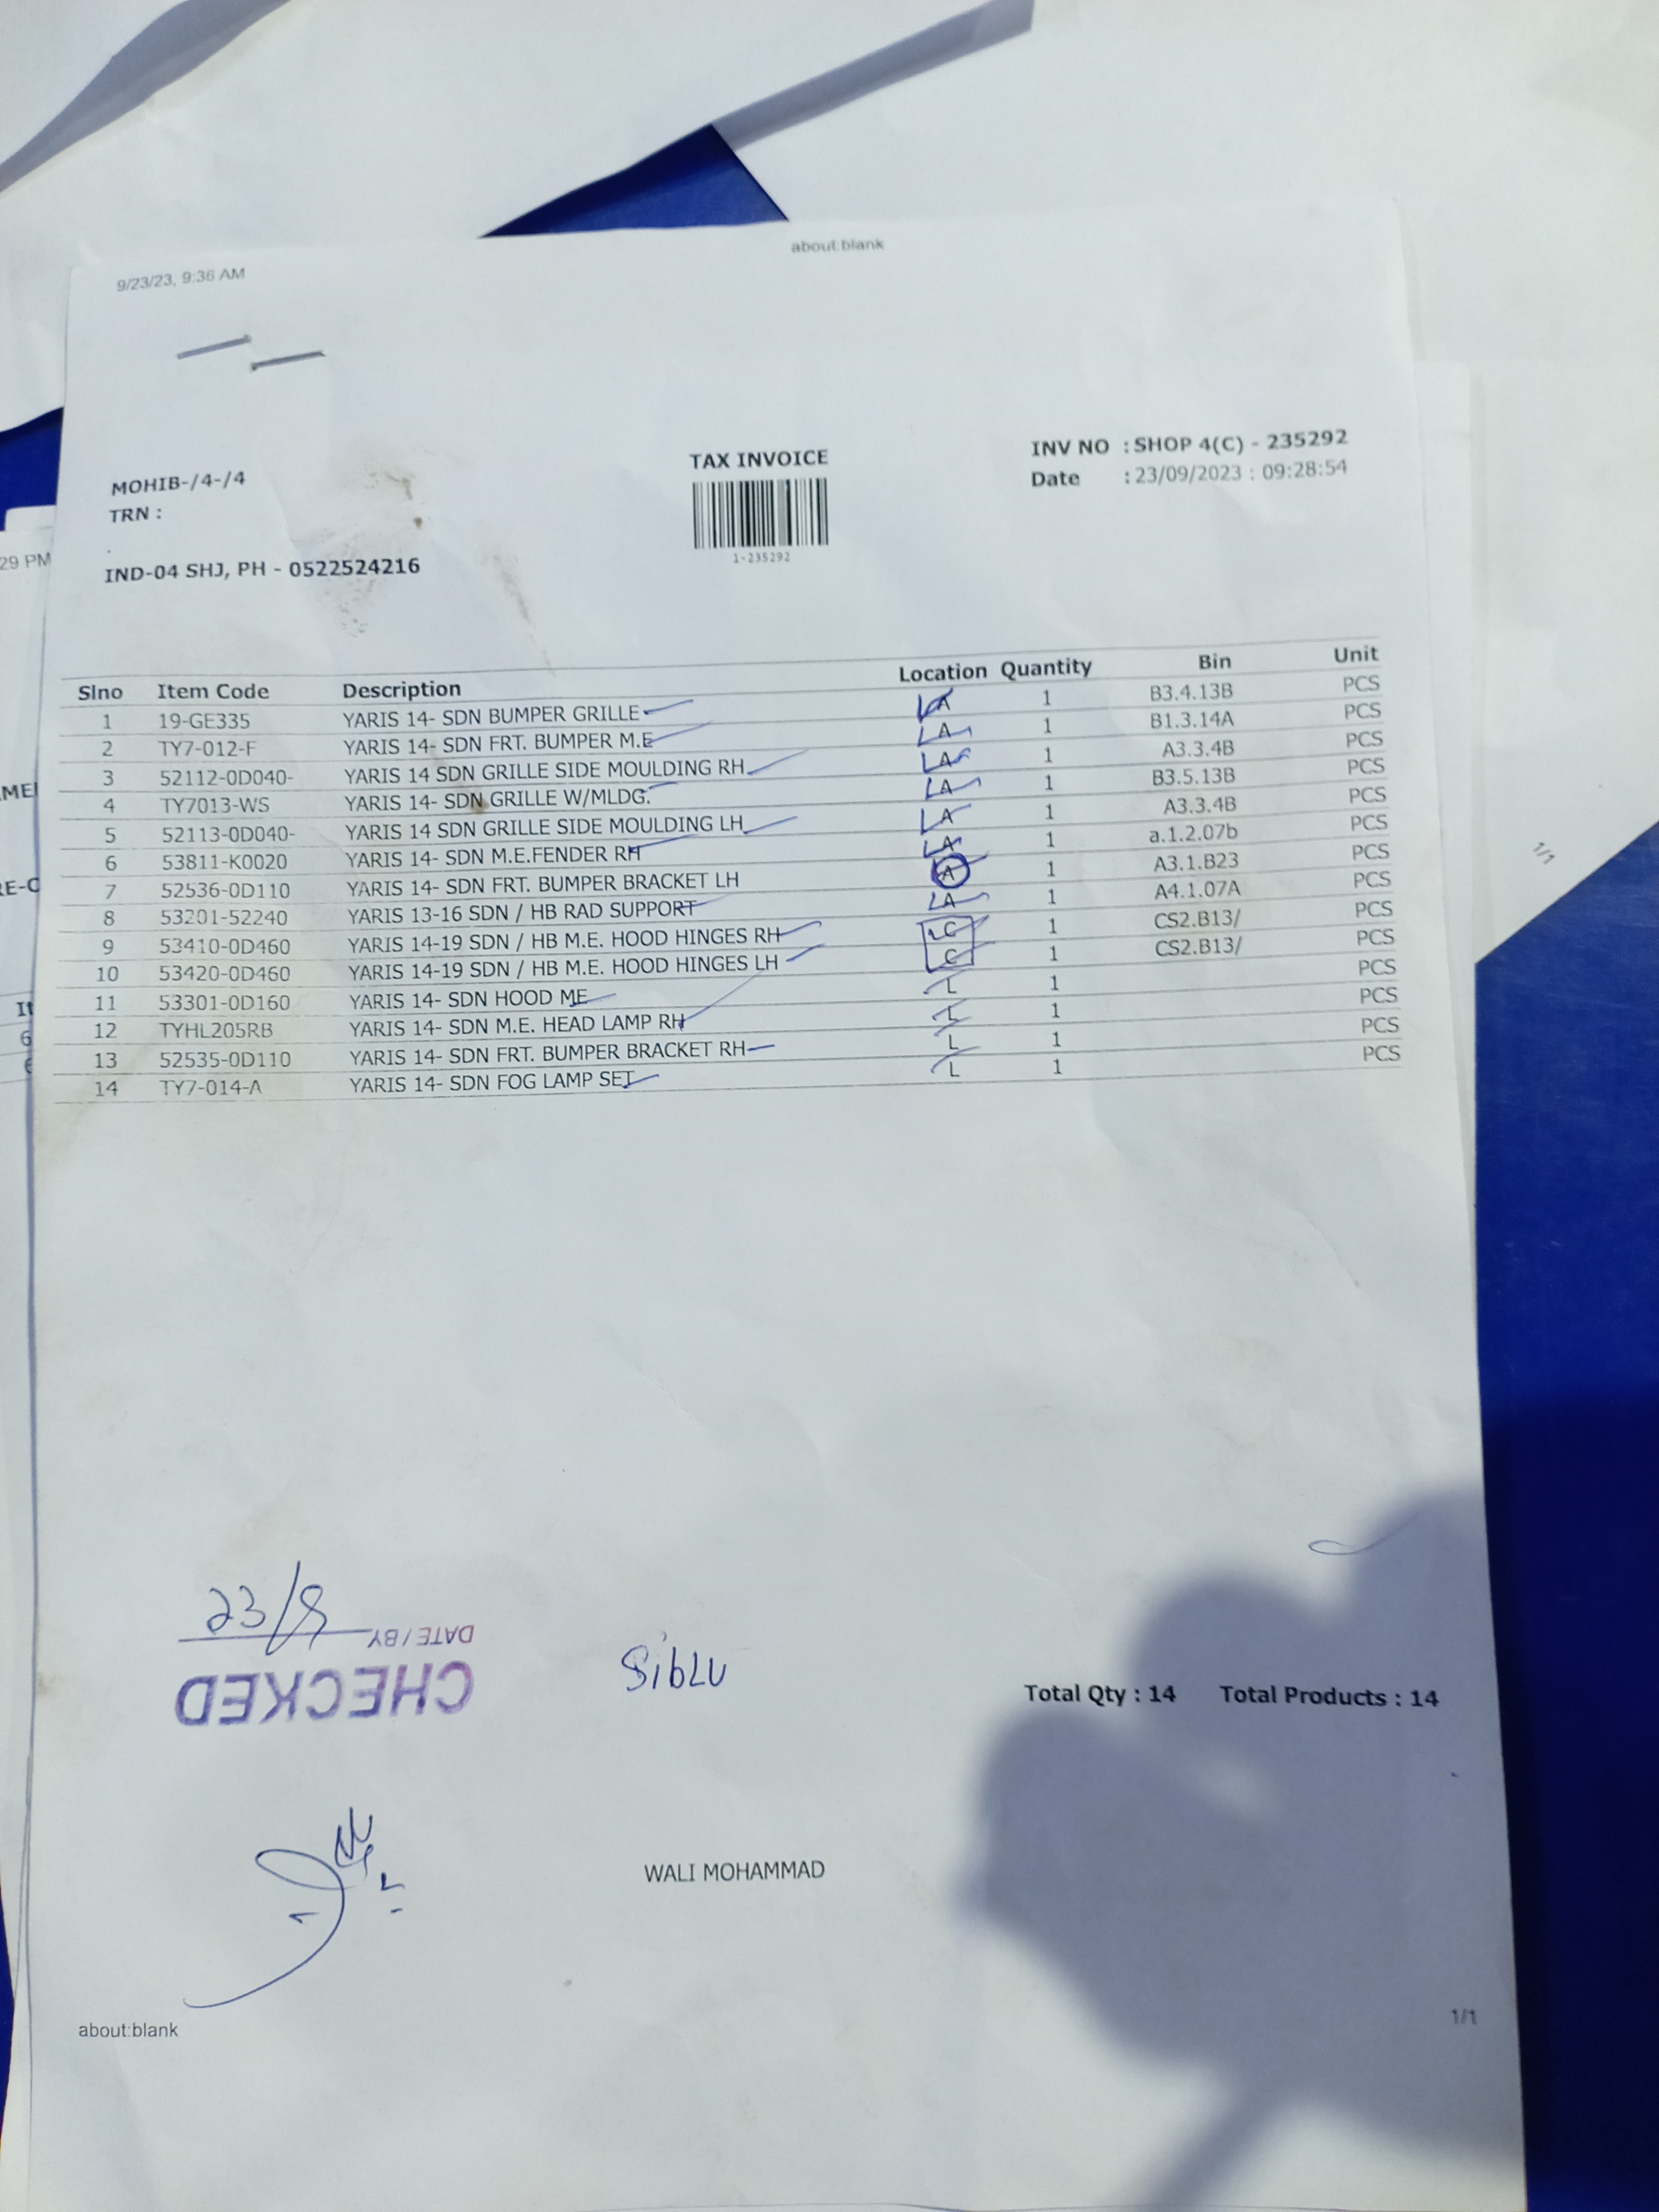 about:blank
9/23/23, 9:36 AM
TAX INVOICE
INV NO : SHOP 4(C) - 235292
Date : 23/09/2023 : 09:28:54
MOHIB-/4-/4
TRN :
.
1-235292
IND-04 SHJ, PH - 0522524216
29 PM
Slno Item Code Description Location Quantity Bin Unit
1 19-GE335 YARIS 14- SDN BUMPER GRILLE A 1 B3.4.13B PCS
2 TY7-012-F YARIS 14- SDN FRT. BUMPER M.E A 1 B1.3.14A PCS
3 52112-0D040- YARIS 14 SDN GRILLE SIDE MOULDING RH A 1 A3.3.4B PCS
4 TY7013-WS YARIS 14- SDN GRILLE W/MLDG. A 1 B3.5.13B PCS
5 52113-0D040- YARIS 14 SDN GRILLE SIDE MOULDING LH A 1 A3.3.4B PCS
6 53811-K0020 YARIS 14- SDN M.E.FENDER RH A 1 a.1.2.07b PCS
7 52536-0D110 YARIS 14- SDN FRT. BUMPER BRACKET LH A 1 A3.1.B23 PCS
8 53201-52240 YARIS 13-16 SDN / HB RAD SUPPORT A 1 A4.1.07A PCS
9 53410-0D460 YARIS 14-19 SDN / HB M.E. HOOD HINGES RH C 1 CS2.B13/ PCS
10 53420-0D460 YARIS 14-19 SDN / HB M.E. HOOD HINGES LH C 1 CS2.B13/ PCS
11 53301-0D160 YARIS 14- SDN HOOD ME L 1 PCS
12 TYHL205RB YARIS 14- SDN M.E. HEAD LAMP RH L 1 PCS
13 52535-0D110 YARIS 14- SDN FRT. BUMPER BRACKET RH L 1 PCS
14 TY7-014-A YARIS 14- SDN FOG LAMP SET L 1 PCS
1/1
23/9
DATE / BY
CHECKED
Total Qty : 14 Total Products : 14
WALI MOHAMMAD
about:blank
1/1